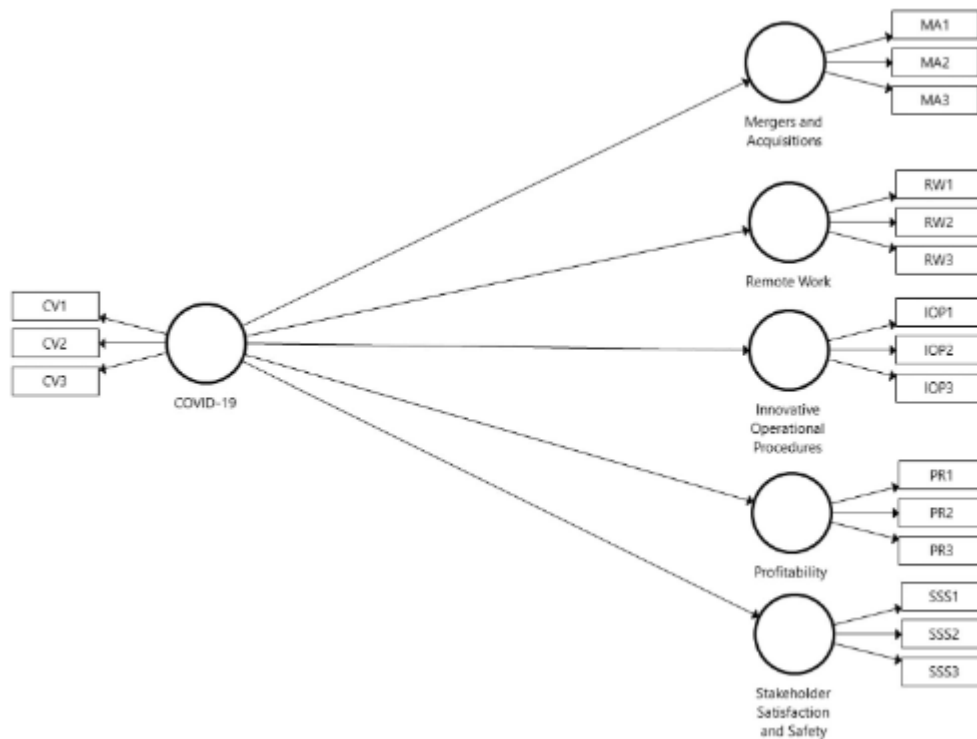 MA1
MA2
MA3
Mergers and
Acquisitions
RW1
RW2
RW3
Remote Work
CV1
CV2
CV3
COVID-19
IOP1
IOP2
IOP3
Innovative
Operational
Procedures
PR1
PR2
PR3
Profitability
SSS1
SSS2
SSS3
Stakeholder
Satisfaction
and Safety